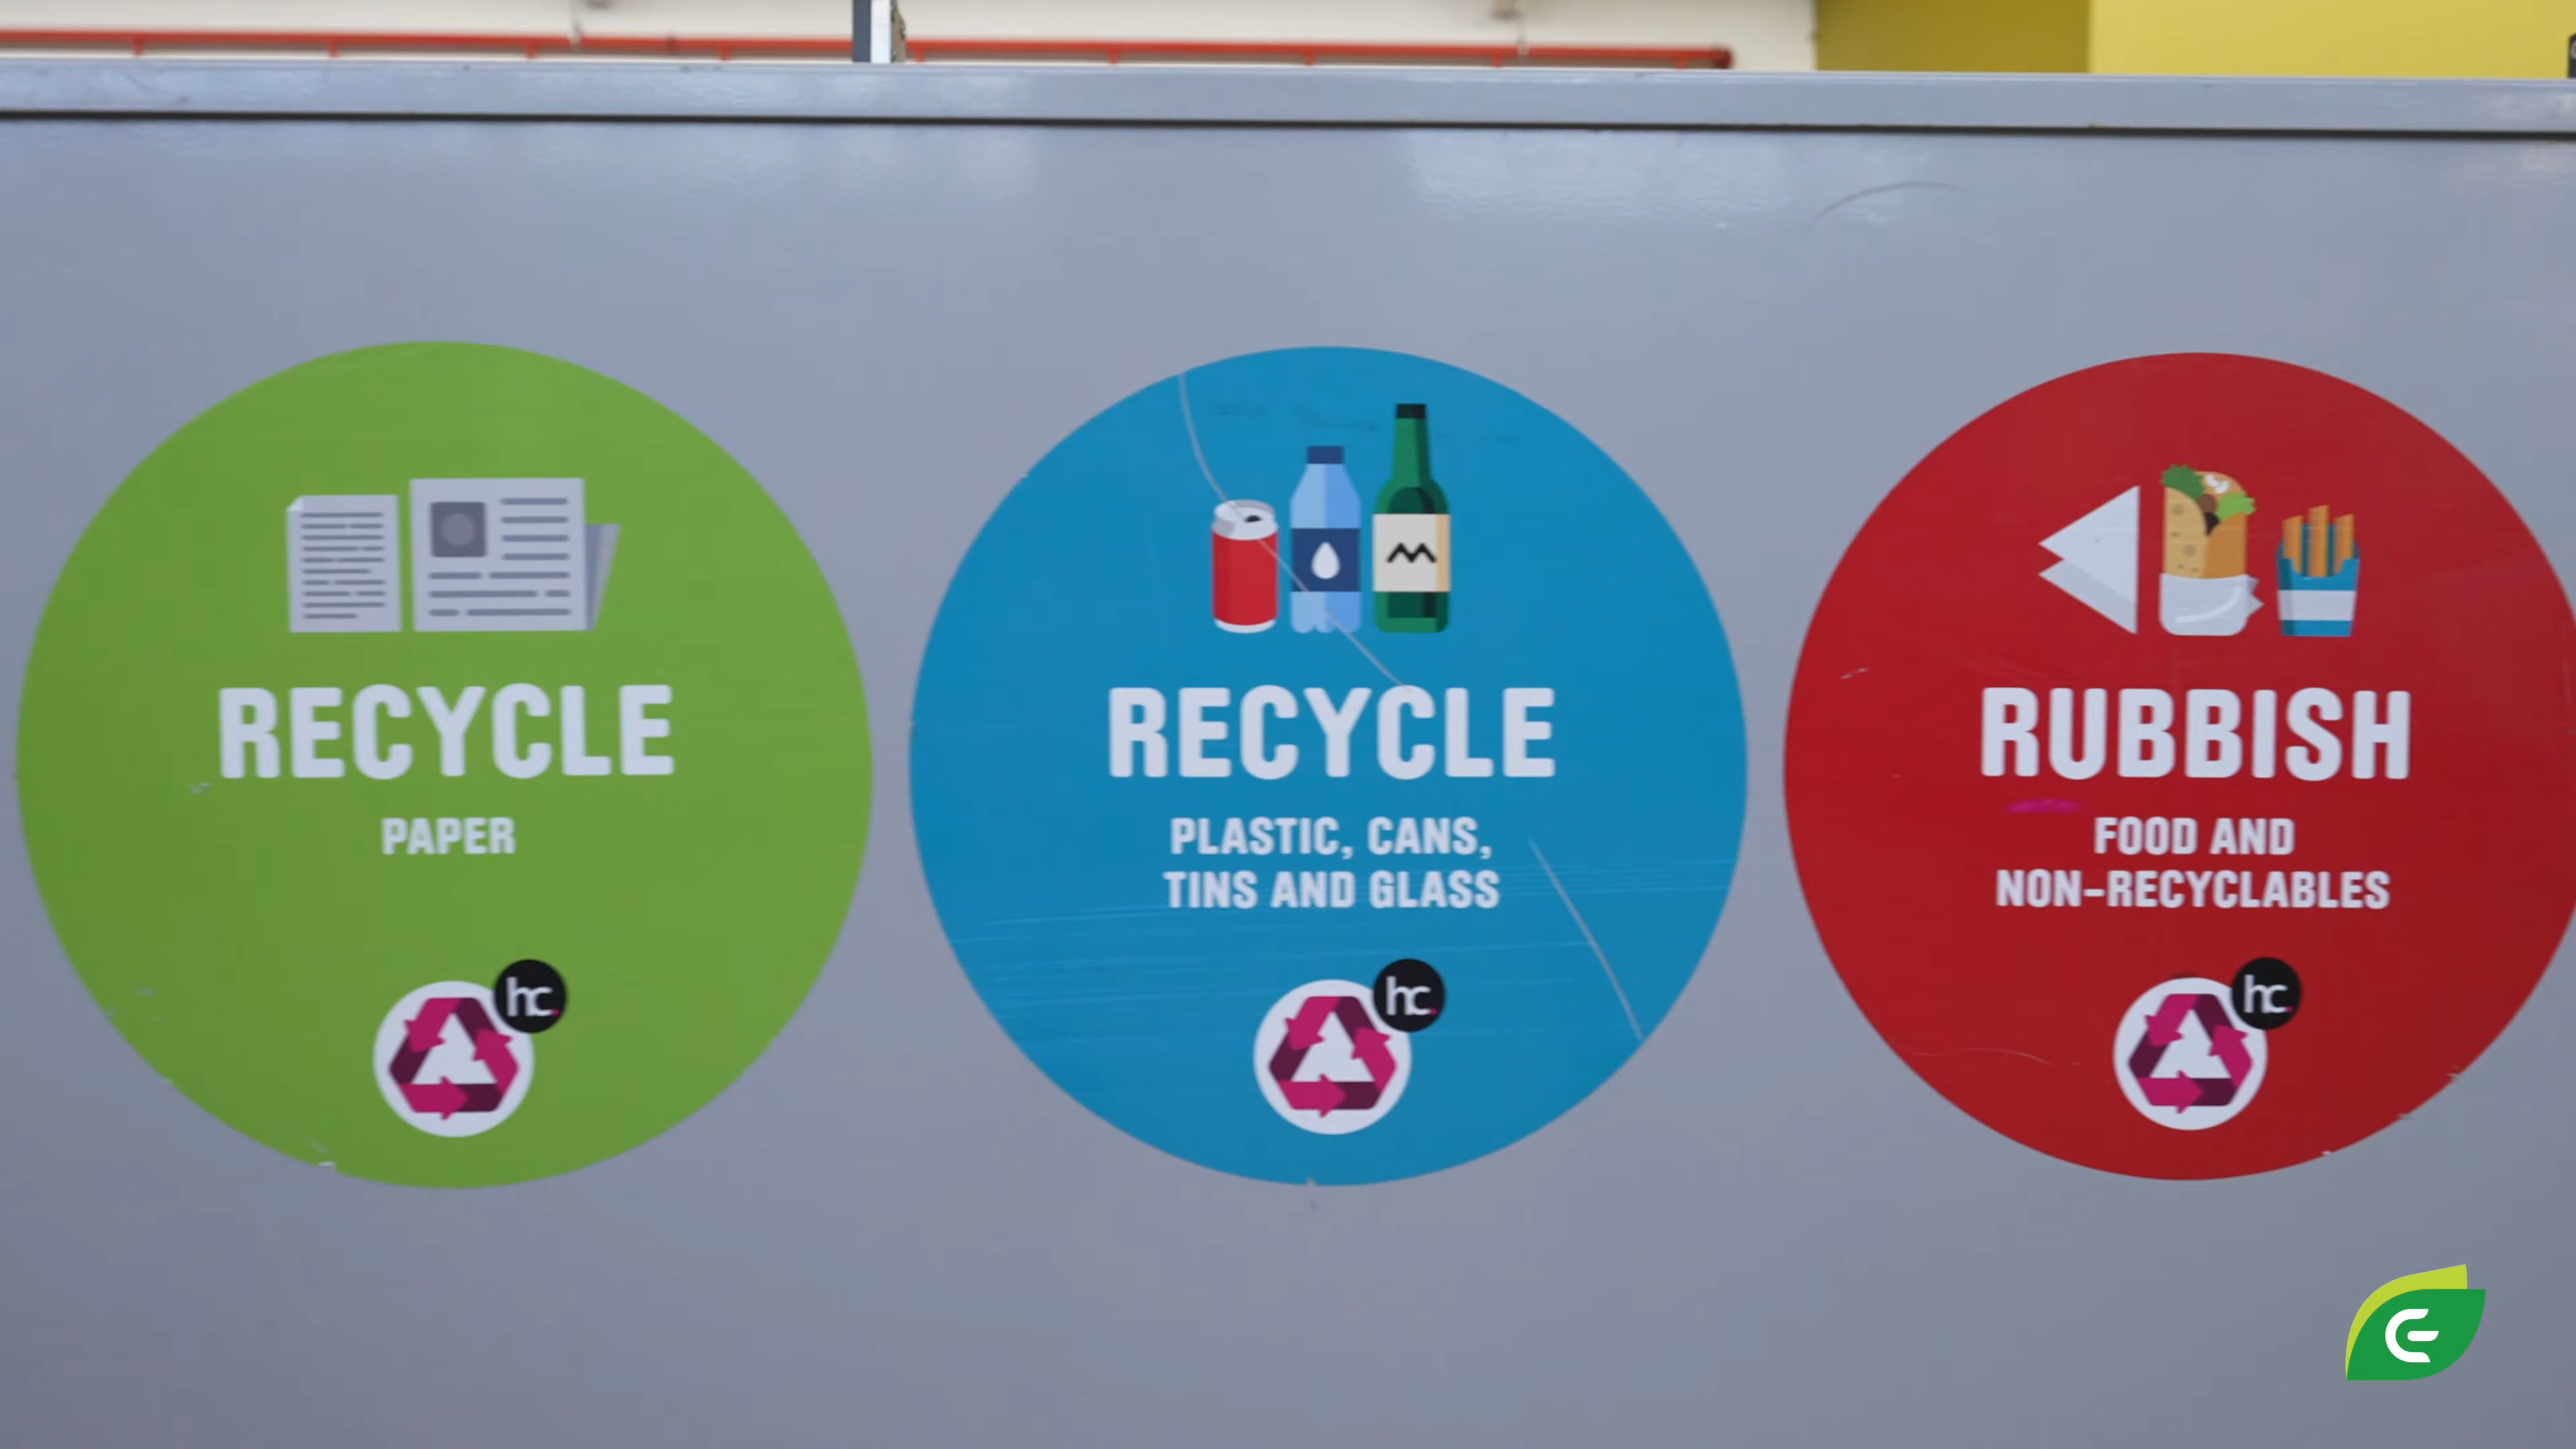 RECYCLE
PAPER
hc
RECYCLE
PLASTIC, CANS,
TINS AND GLASS
hc
RUBBISH
FOOD AND
NON-RECYCLABLES
hc